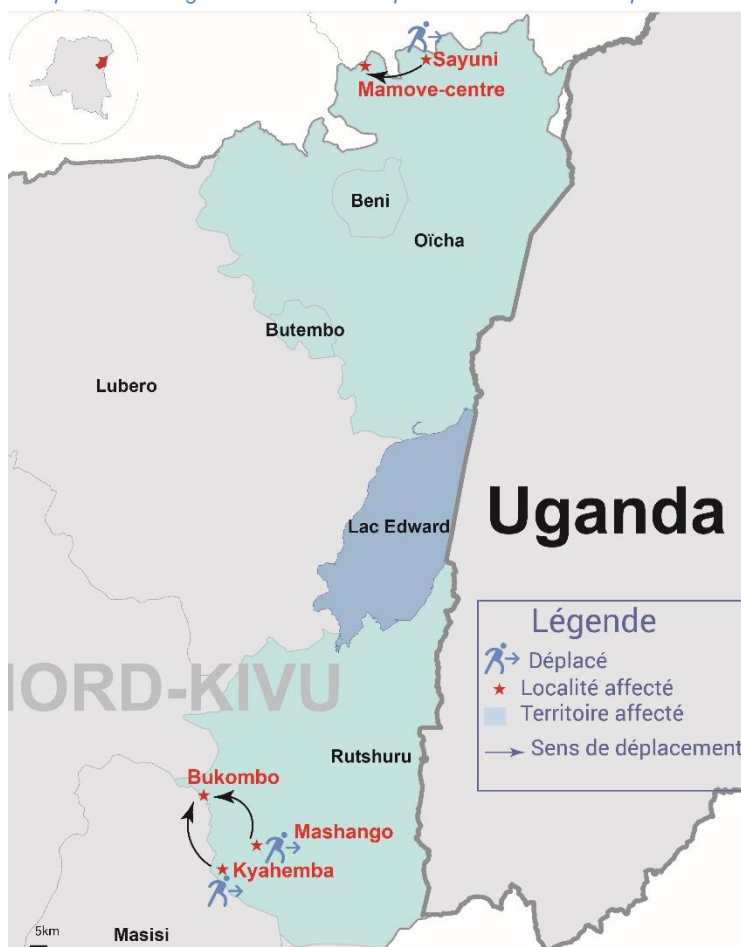 Sayuni
Mamove-centre
Beni
Oïcha
Butembo
Lubero
Lac Edward
Uganda
Légende
Déplacé
Localité affecté
Territoire affecté
Sens de déplacement
NORD-KIVU
Rutshuru
Bukombo
Mashango
Kyahemba
5km
Masisi